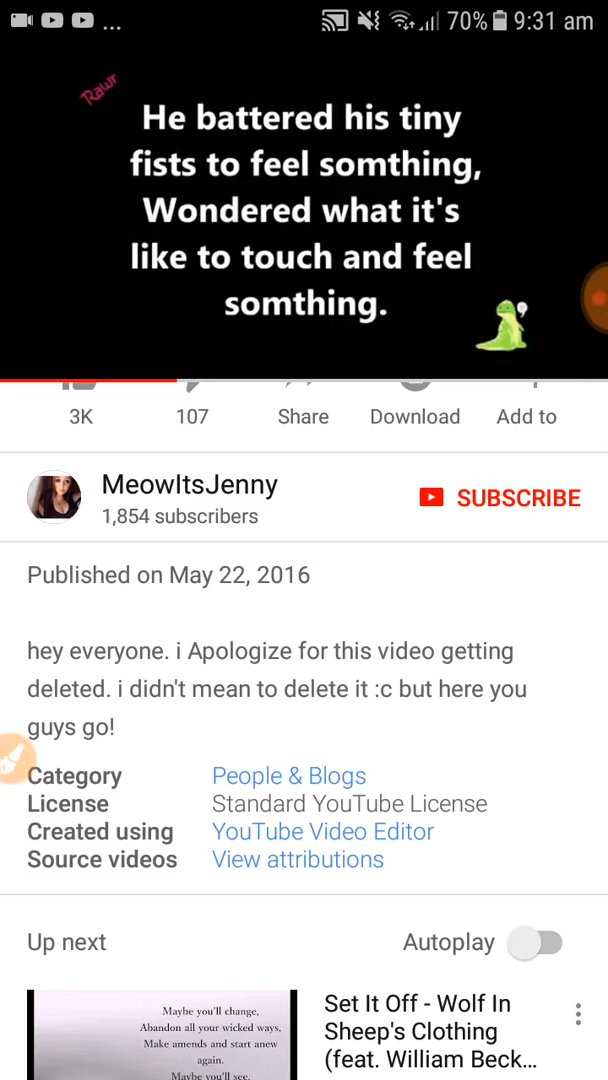 ... 70% 9:31 am
Rawr
He battered his tiny
fists to feel somthing,
Wondered what it's
like to touch and feel
somthing.
3K 107 Share Download Add to
MeowItsJenny
1,854 subscribers
SUBSCRIBE
Published on May 22, 2016
hey everyone. i Apologize for this video getting
deleted. i didn't mean to delete it :c but here you
guys go!
Category People & Blogs
License Standard YouTube License
Created using YouTube Video Editor
Source videos View attributions
Up next Autoplay
Maybe you'll change,
Abandon all your wicked ways,
Make amends and start anew
again.
Maybe you'll see,
Set It Off - Wolf In
Sheep's Clothing
(feat. William Beck...